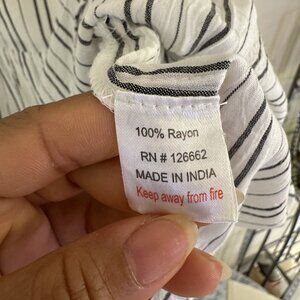 100% Rayon
RN # 126662
MADE IN INDIA
Keep away from fire